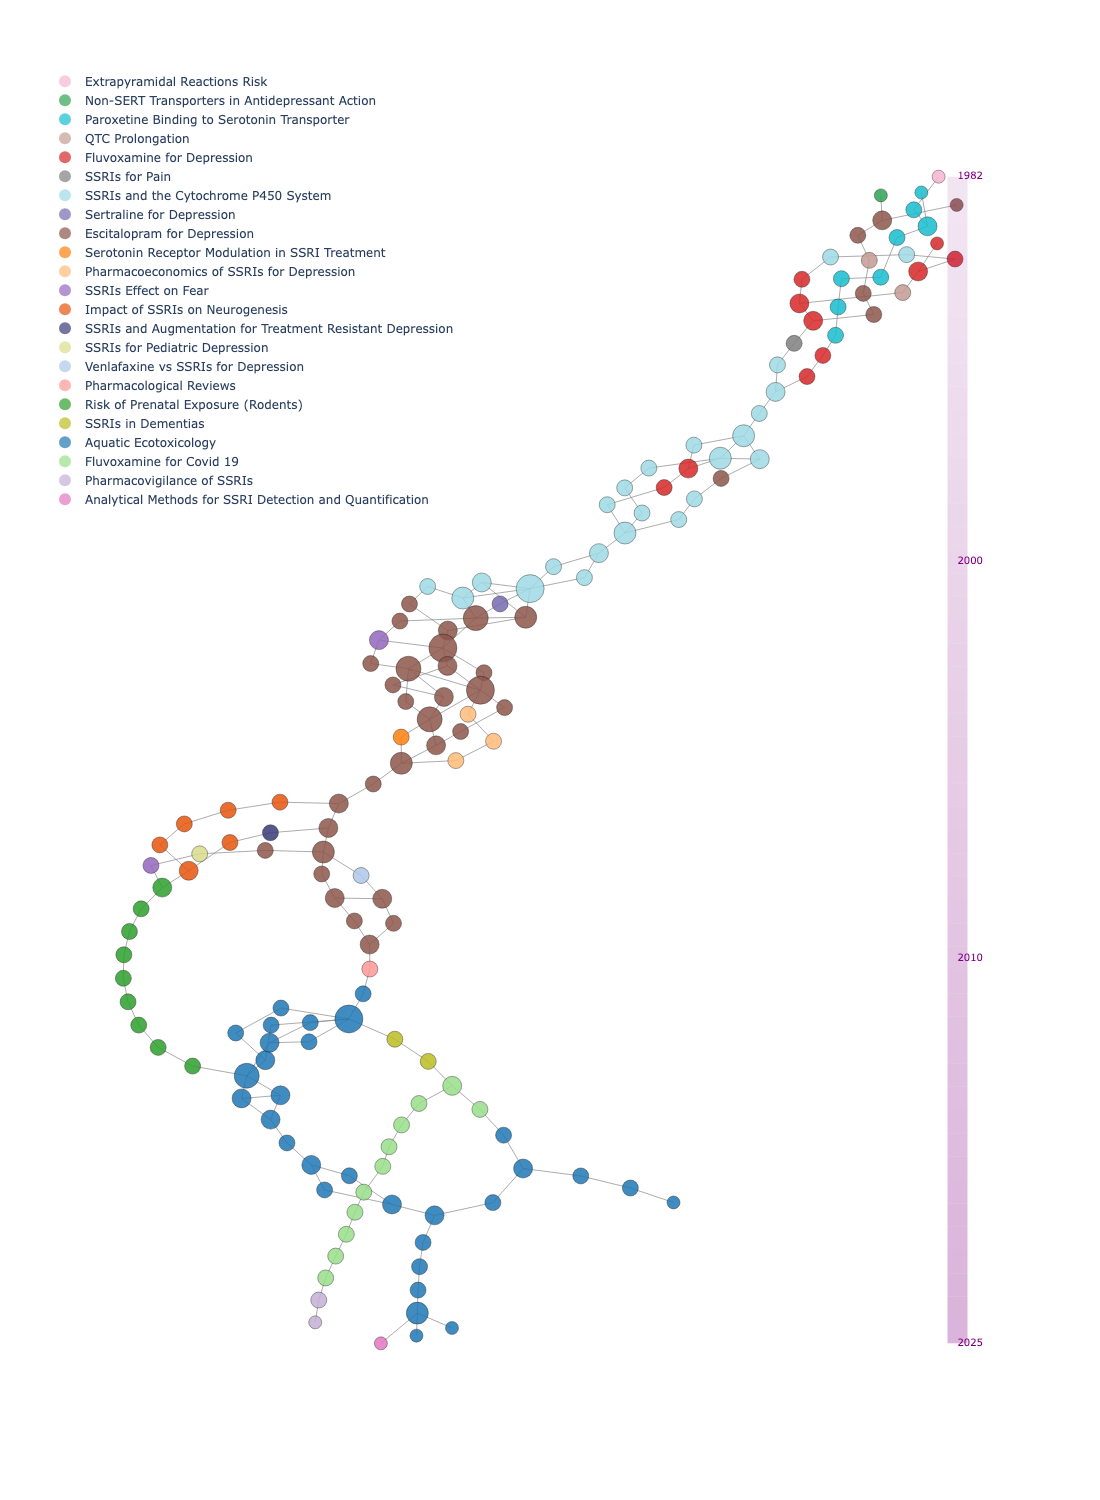 Extrapyramidal Reactions Risk
Non-SERT Transporters in Antidepressant Action
Paroxetine Binding to Serotonin Transporter
QTC Prolongation
Fluvoxamine for Depression
SSRIs for Pain
SSRIs and the Cytochrome P450 System
Sertraline for Depression
Escitalopram for Depression
Serotonin Receptor Modulation in SSRI Treatment
Pharmacoeconomics of SSRIs for Depression
SSRIs Effect on Fear
Impact of SSRIs on Neurogenesis
SSRIs and Augmentation for Treatment Resistant Depression
SSRIs for Pediatric Depression
Venlafaxine vs SSRIs for Depression
Pharmacological Reviews
Risk of Prenatal Exposure (Rodents)
SSRIs in Dementias
Aquatic Ecotoxicology
Fluvoxamine for Covid 19
Pharmacovigilance of SSRIs
Analytical Methods for SSRI Detection and Quantification
1982
2000
2010
2025